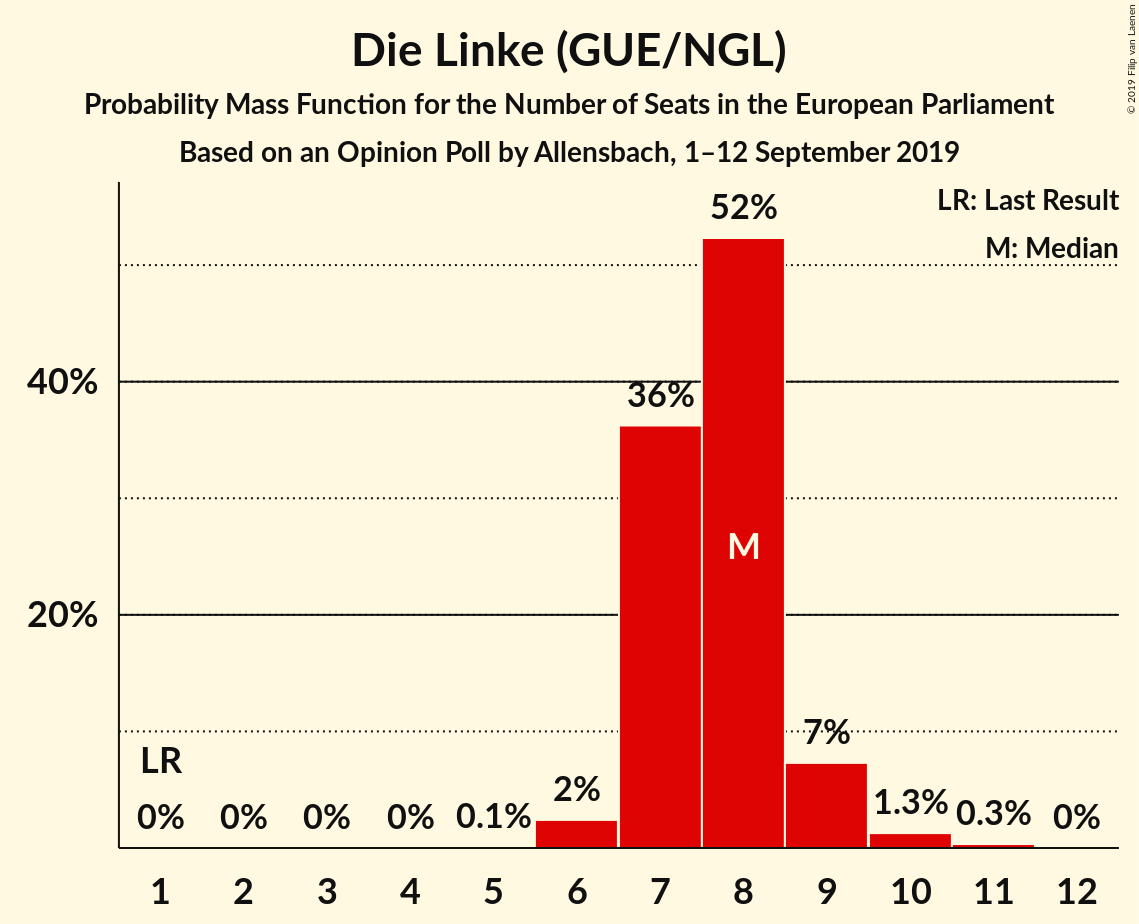 Die Linke (GUE/NGL)
Probability Mass Function for the Number of Seats in the European Parliament
Based on an Opinion Poll by Allensbach, 1–12 September 2019
© 2019 Filip van Laenen
LR: Last Result
M: Median
52%
40%
36%
M
20%
LR
7%
2%
0% 0% 0% 0% 0.1% 1.3% 0.3% 0%
1 2 3 4 5 6 7 8 9 10 11 12